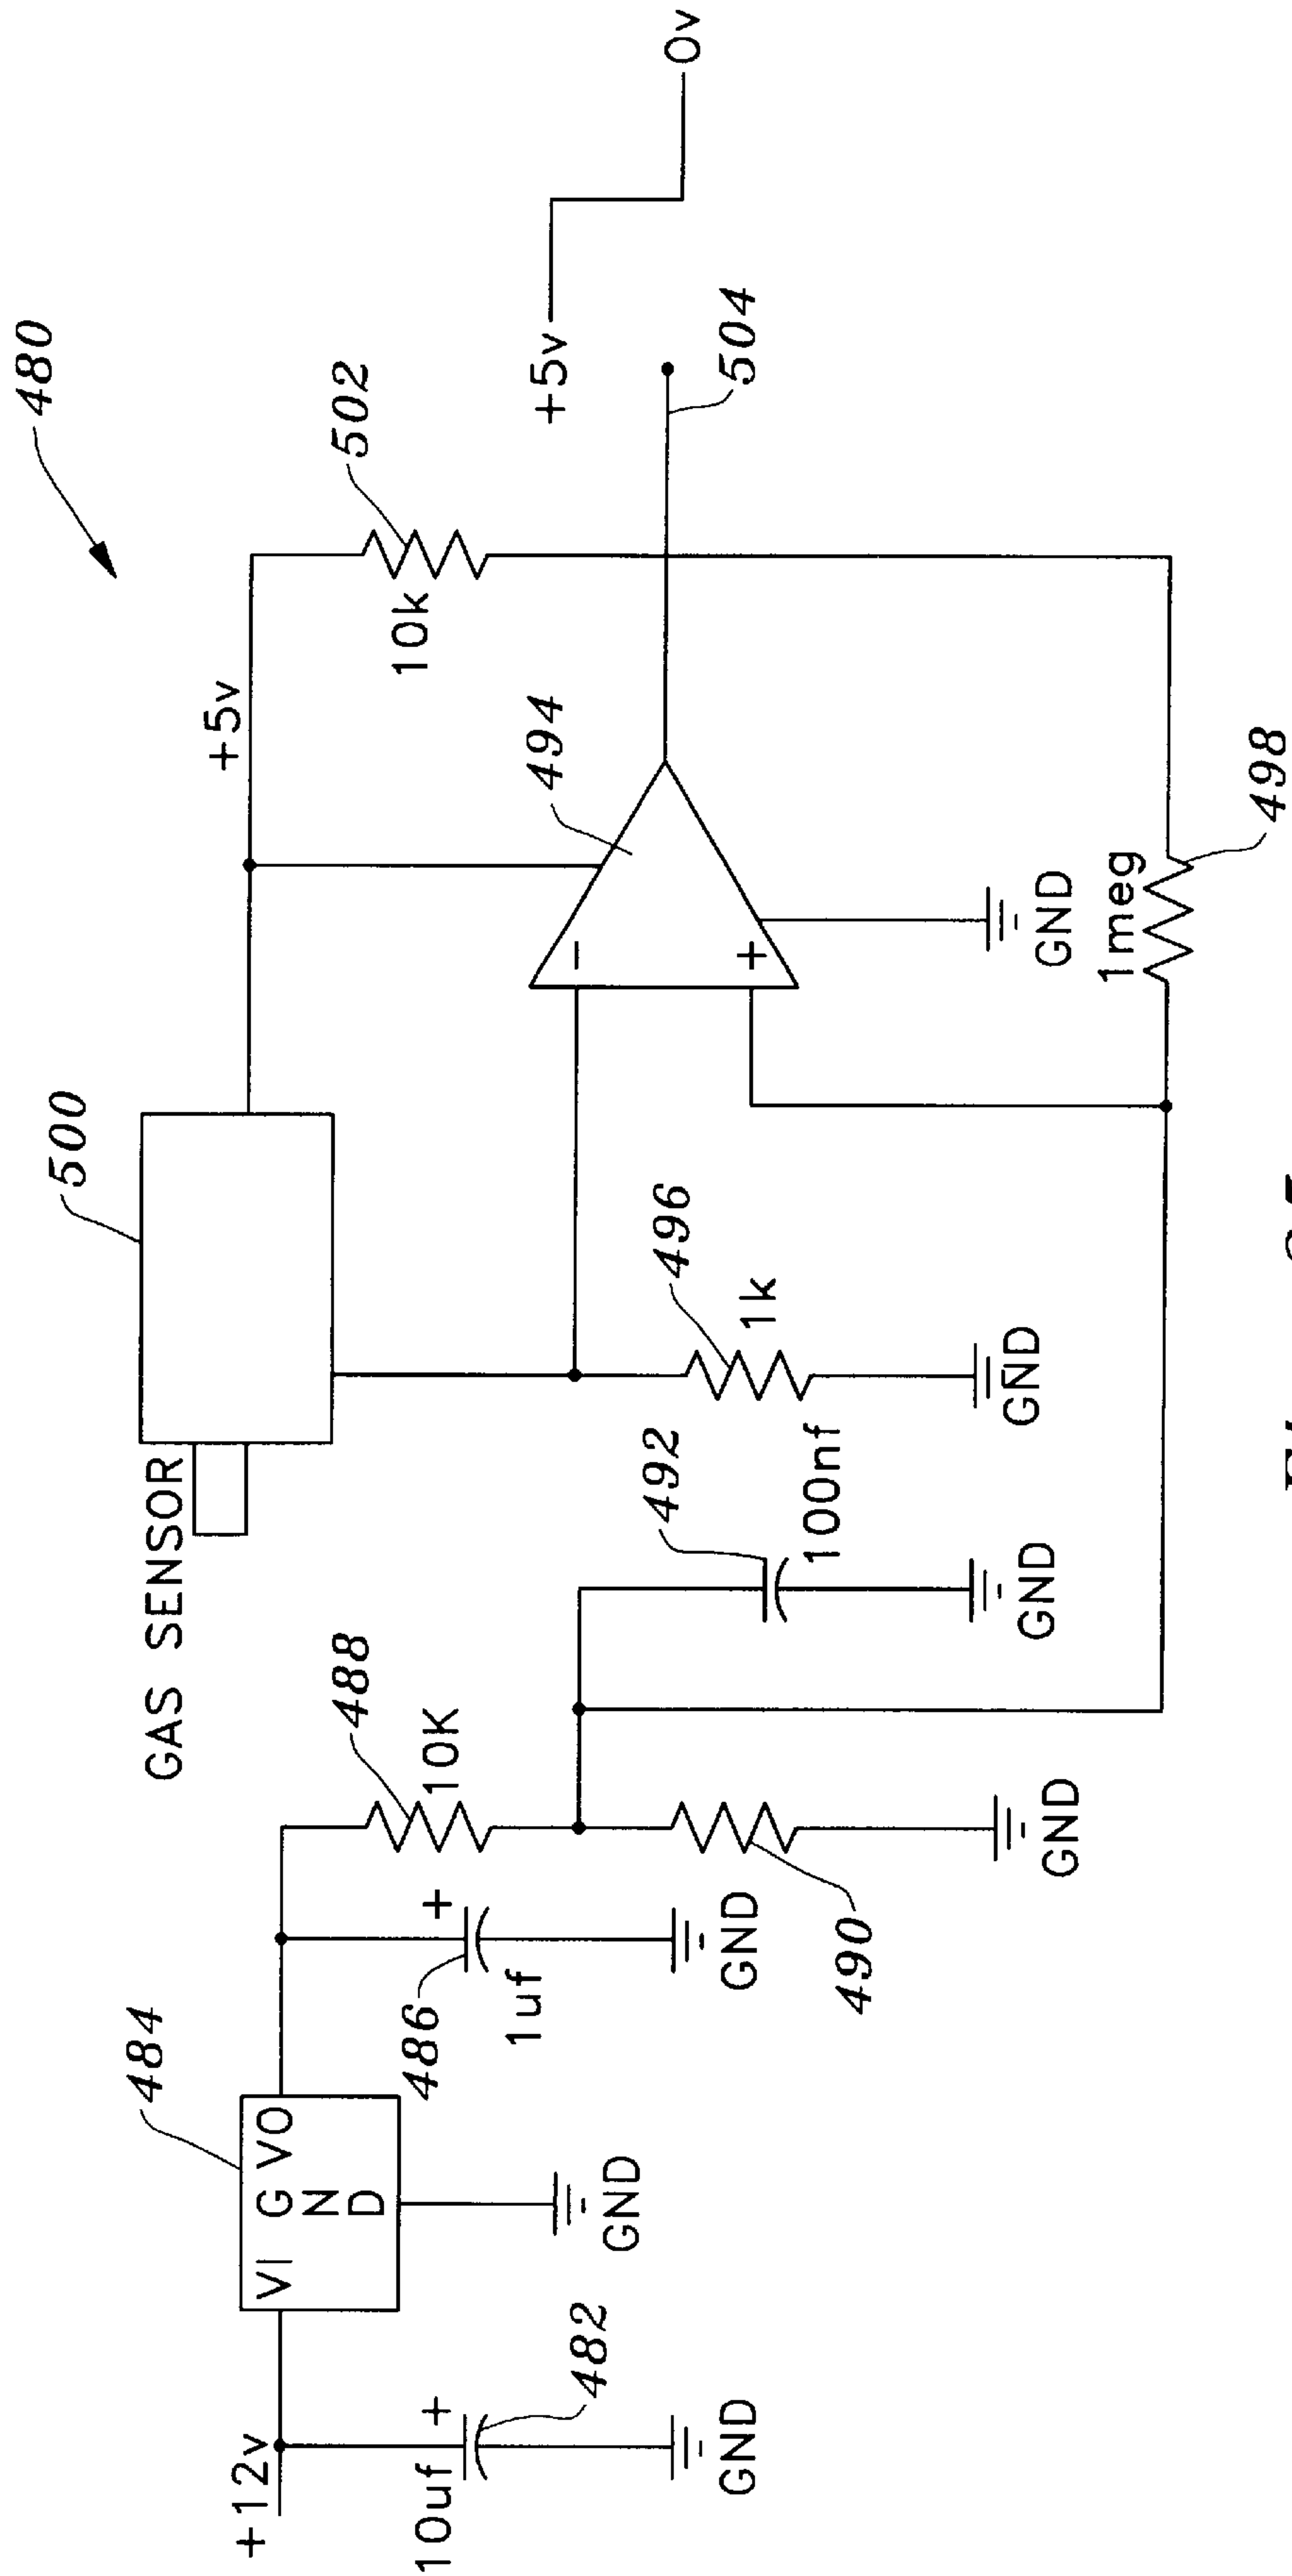 480
500
GAS SENSOR
+5v
502
10k
484
VI
G
N
D
VO
+12v
10uf
+
482
GND
GND
486
+
1uf
GND
488
10K
490
GND
492
100nf
GND
496
1k
GND
494
-
+
GND
1meg
498
504
+5v
0v